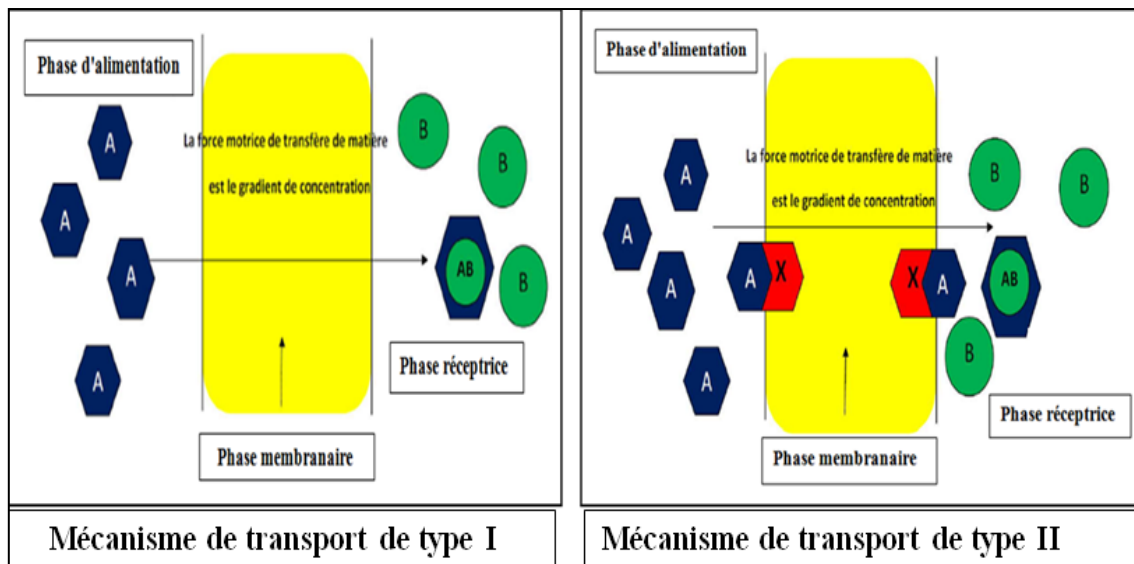 Phase d'alimentation
A
B
La force motrice de transfère de matière
B
est le gradient de concentration
A
A
AB
B
Phase réceptrice
A
Phase membranaire
Mécanisme de transport de type I
Phase d'alimentation
La force motrice de transfère de matière
A
B
B
est le gradient de concentration
A
A
X
X
A
AB
A
B
A
Phase réceptrice
Phase membranaire
Mécanisme de transport de type II